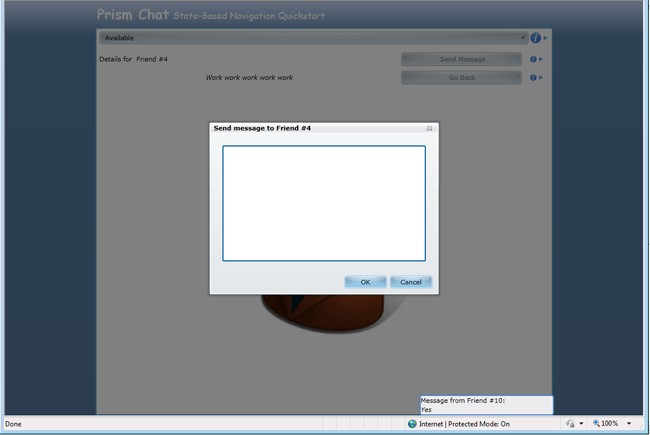 Prism Chat State-Based Navigation Quickstart
Available
Details for Friend #4
Send Message
Work work work work work
Go Back
Send message to Friend #4
OK Cancel
Message from Friend #10:
Yes
Done Internet | Protected Mode: On 100%